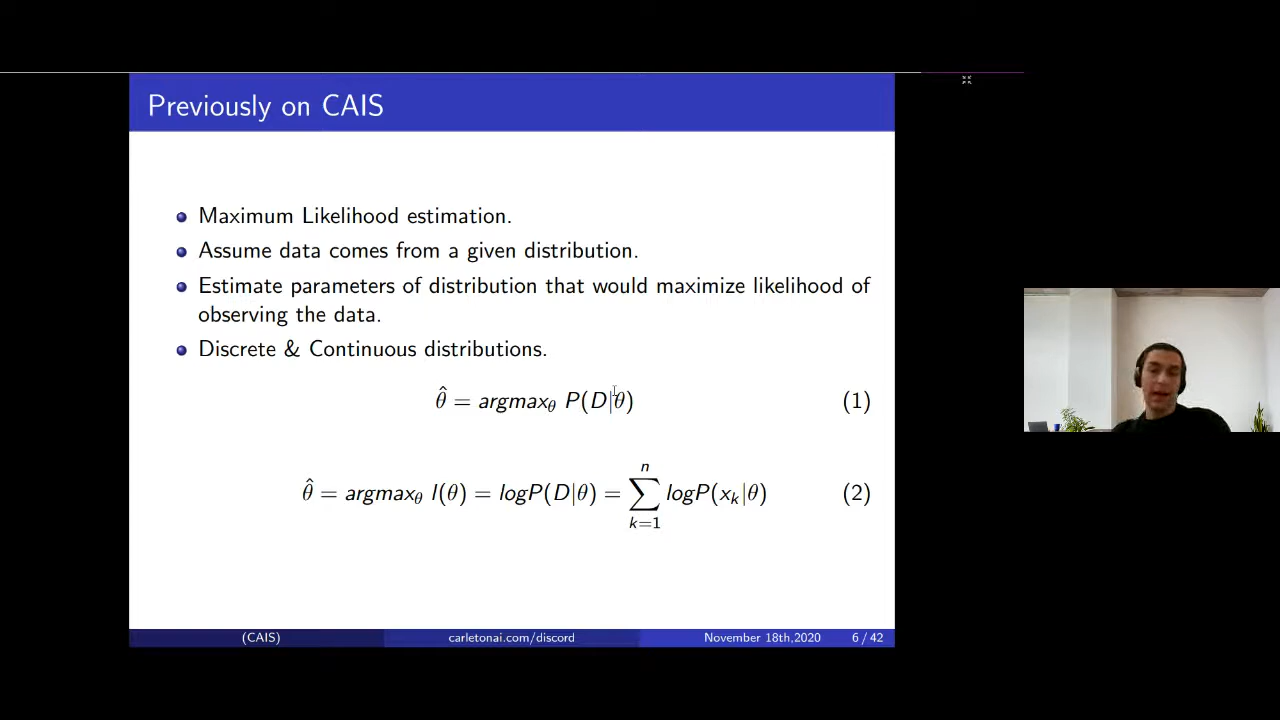 Previously on CAIS
Maximum Likelihood estimation.
Assume data comes from a given distribution.
Estimate parameters of distribution that would maximize likelihood of
observing the data.
Discrete & Continuous distributions.
θ̂ = argmax_θ P(D|θ) (1)
θ̂ = argmax_θ l(θ) = logP(D|θ) = ∑_{k=1}^{n} logP(x_k|θ) (2)
(CAIS) carletonai.com/discord November 18th,2020 6 / 42